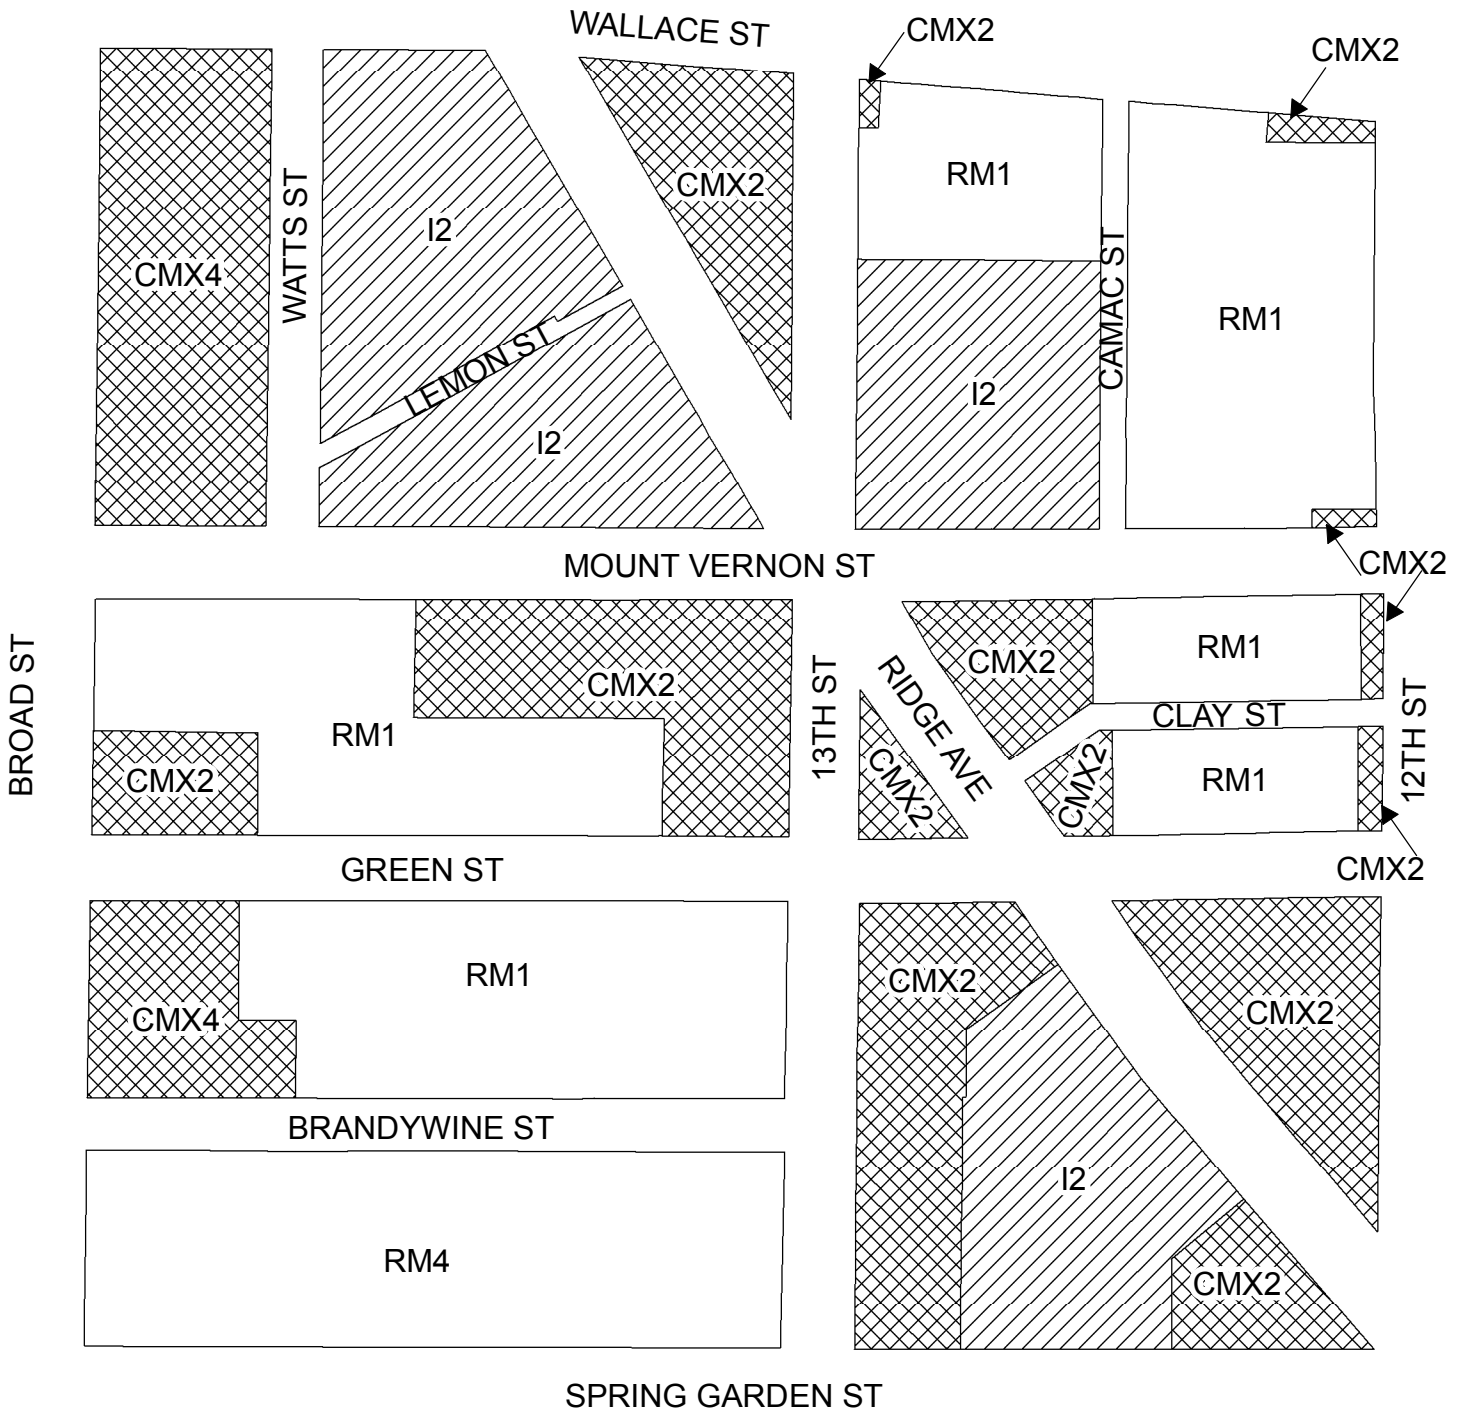 WALLACE ST
CMX2
CMX2
CMX4
WATTS ST
I2
CMX2
RM1
CAMAC ST
RM1
LEMON ST
I2
I2
MOUNT VERNON ST
CMX2
BROAD ST
RM1
CMX2
CMX2
13TH ST
RIDGE AVE
CMX2
CMX2
RM1
CLAY ST
CMX2
RM1
12TH ST
GREEN ST
CMX2
CMX4
RM1
CMX2
CMX2
BRANDYWINE ST
I2
RM4
CMX2
SPRING GARDEN ST